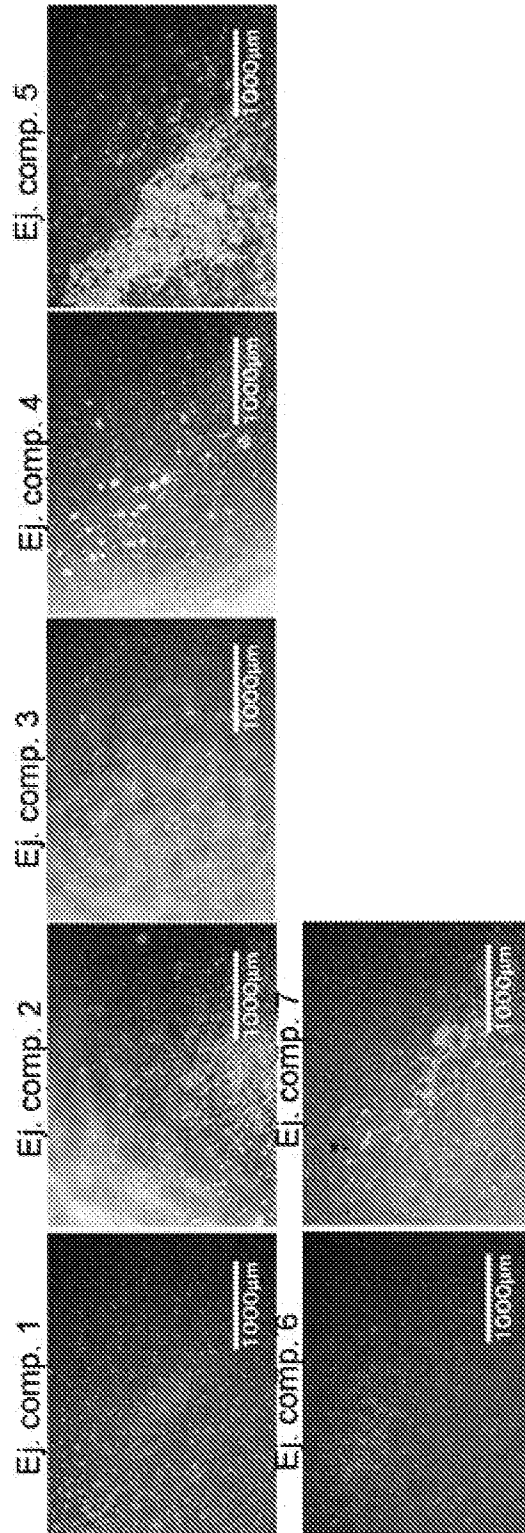 Ej. comp. 1
Ej. comp. 2
Ej. comp. 3
Ej. comp. 4
Ej. comp. 5
1000µm
1000µm
1000µm
1000µm
1000µm
Ej. comp. 6
Ej. comp. 7
1000µm
1000µm